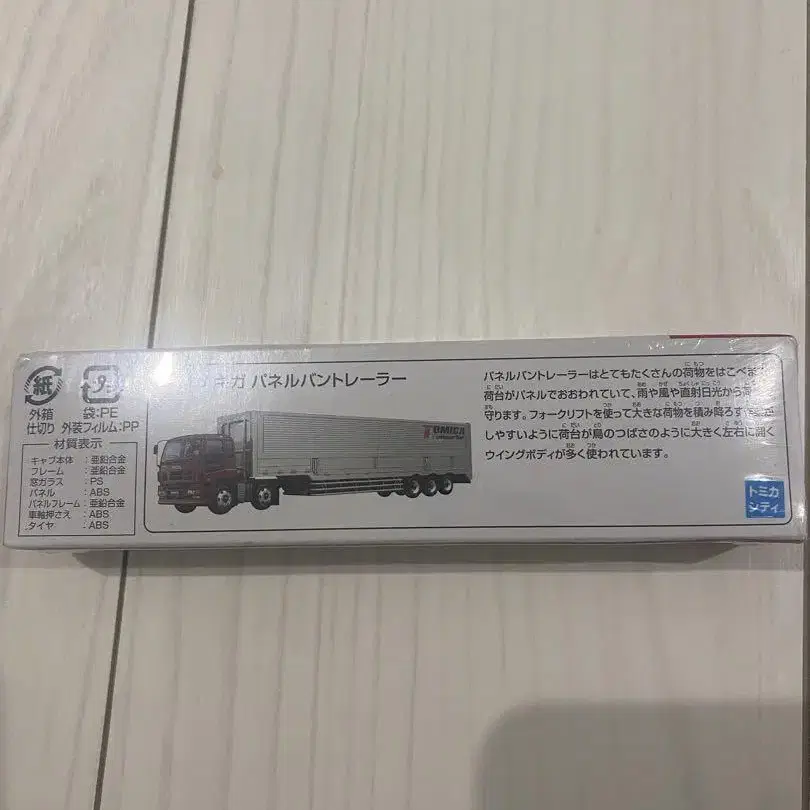 紙
プラ
外箱
仕切り
袋:PE
外装フィルム:PP
材質表示
キャブ本体 :亜鉛合金
フレーム :亜鉛合金
窓ガラス :PS
パネル :ABS
パネルフレーム :亜鉛合金
車軸押さえ :ABS
タイヤ :ABS
ギガ パネルバントレーラー
TOMICA
Transporter
パネルバントレーラーはとてもたくさんの荷物をはこべます
荷台がパネルでおおわれていて、雨や風や直射日光から荷
守ります。フォークリフトを使って大きな荷物を積み降ろす
しやすいように荷台が鳥のつばさのように大きく左右に開く
ウイングボディが多く使われています。
トミカ
シティ